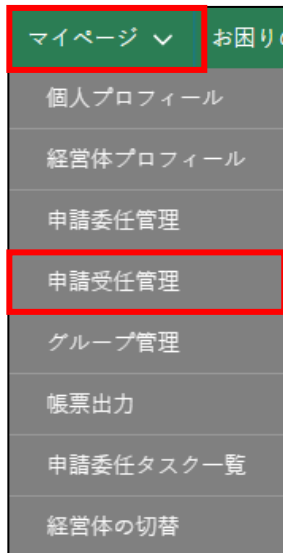 マイページ お困りの
個人プロフィール
経営体プロフィール
申請委任管理
申請受任管理
グループ管理
帳票出力
申請委任タスク一覧
経営体の切替